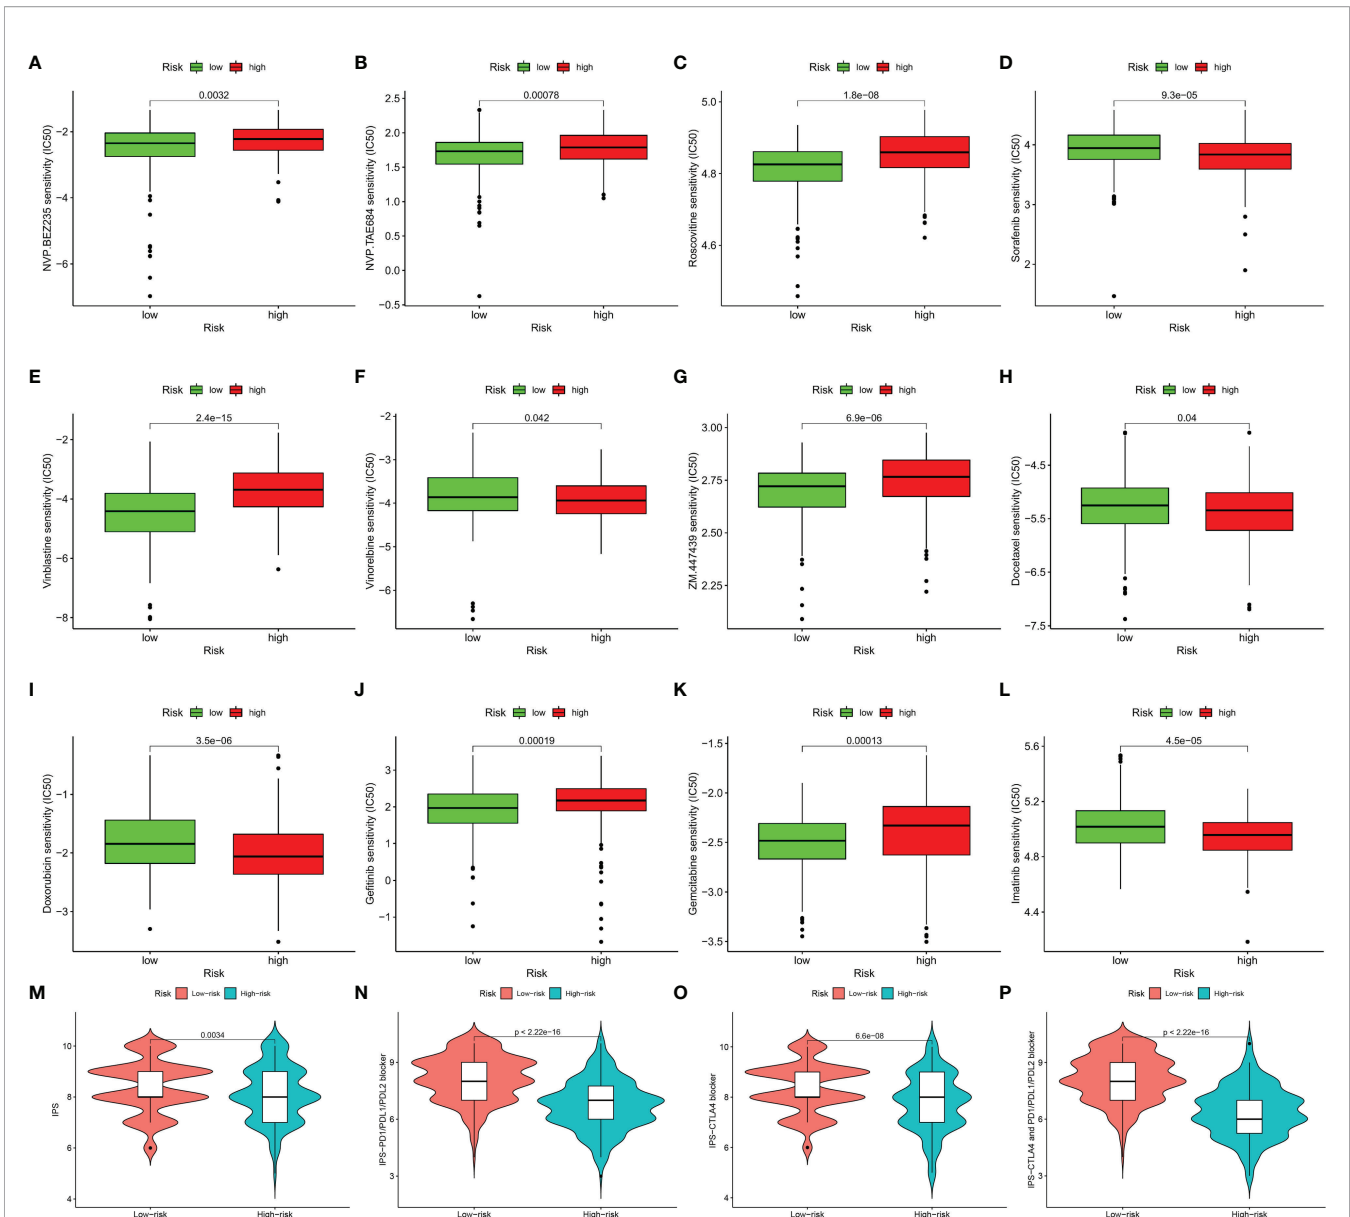 A
Risk low high
0.0032
NVP.BEZ235 sensitivity (IC50)
−2
−4
−6
low high
Risk
B
Risk low high
0.00078
NVP.TAE684 sensitivity (IC50)
2.5
2.0
1.5
1.0
0.5
0.0
−0.5
low high
Risk
C
Risk low high
1.8e−08
Roscovitine sensitivity (IC50)
5.0
4.8
4.6
low high
Risk
D
Risk low high
9.3e−05
Sorafenib sensitivity (IC50)
4
3
2
low high
Risk
E
Risk low high
2.4e−15
Vinblastine sensitivity (IC50)
−2
−4
−6
−8
low high
Risk
F
Risk low high
0.042
Vinorelbine sensitivity (IC50)
−2
−3
−4
−5
−6
low high
Risk
G
Risk low high
6.9e−06
ZM.447439 sensitivity (IC50)
3.00
2.75
2.50
2.25
low high
Risk
H
Risk low high
0.04
Docetaxel sensitivity (IC50)
−4.5
−5.5
−6.5
−7.5
low high
Risk
I
Risk low high
3.5e−06
Doxorubicin sensitivity (IC50)
−1
−2
−3
low high
Risk
J
Risk low high
0.00019
Gefitinib sensitivity (IC50)
3
2
1
0
−1
low high
Risk
K
Risk low high
0.00013
Gemcitabine sensitivity (IC50)
−1.5
−2.0
−2.5
−3.0
−3.5
low high
Risk
L
Risk low high
4.5e−05
Imatinib sensitivity (IC50)
5.6
5.2
4.8
4.4
low high
Risk
M
Risk Low−risk High−risk
0.0034
IPS
10
8
6
4
Low−risk High−risk
N
Risk Low−risk High−risk
p < 2.22e−16
IPS−PD1/PDL1/PDL2 blocker
9
6
3
Low−risk High−risk
O
Risk Low−risk High−risk
6.6e−08
IPS−CTLA4 blocker
10
8
6
4
Low−risk High−risk
P
Risk Low−risk High−risk
p < 2.22e−16
IPS−CTLA4 and PD1/PDL1/PDL2 blocker
9
6
3
Low−risk High−risk